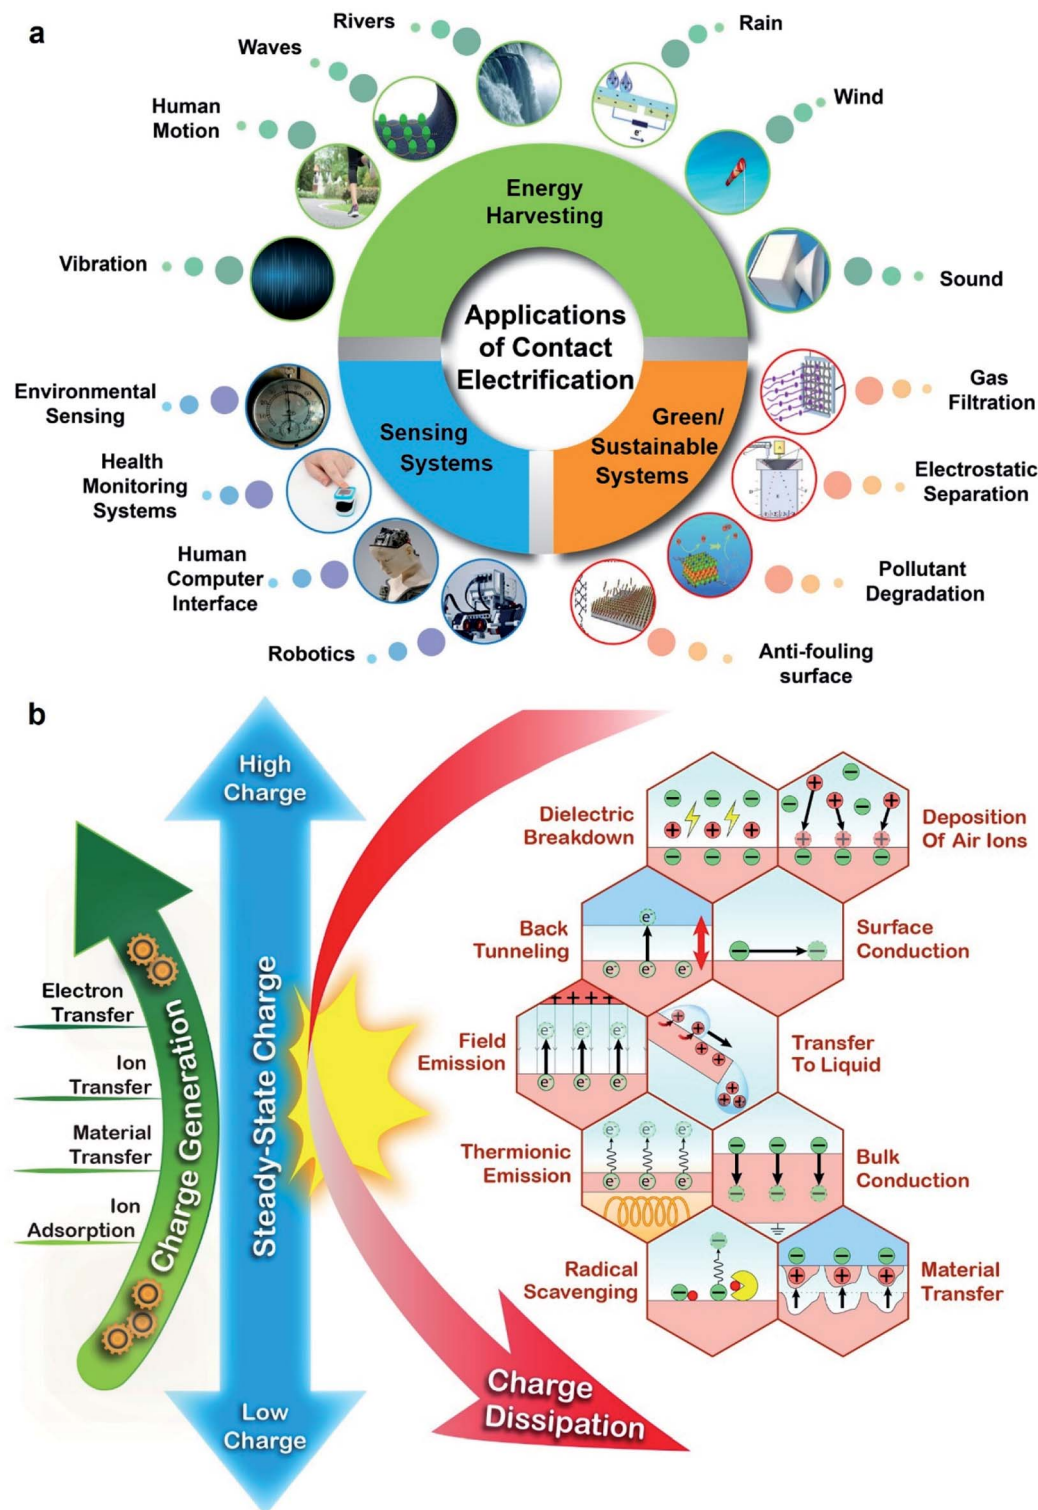 a
Rivers
Rain
Waves
Wind
Human
Motion
Energy
Harvesting
Vibration
Sound
Applications
of Contact
Electrification
Environmental
Sensing
Gas
Filtration
Sensing
Systems
Green/
Sustainable
Systems
Health
Monitoring
Systems
Electrostatic
Separation
Human
Computer
Interface
Pollutant
Degradation
Robotics
Anti-fouling
surface
e⁻
b
High
Charge
Dielectric
Breakdown
Deposition
Of Air Ions
Back
Tunneling
e⁻
e⁻ e⁻ e⁻
Surface
Conduction
Electron
Transfer
Ion
Transfer
Material
Transfer
Ion
Adsorption
Charge Generation
Steady-State Charge
Field
Emission
++++
e⁻ e⁻ e⁻
e⁻ e⁻ e⁻
Transfer
To Liquid
Thermionic
Emission
e⁻ e⁻ e⁻
e⁻ e⁻ e⁻
Bulk
Conduction
Radical
Scavenging
Material
Transfer
Charge
Dissipation
Low
Charge